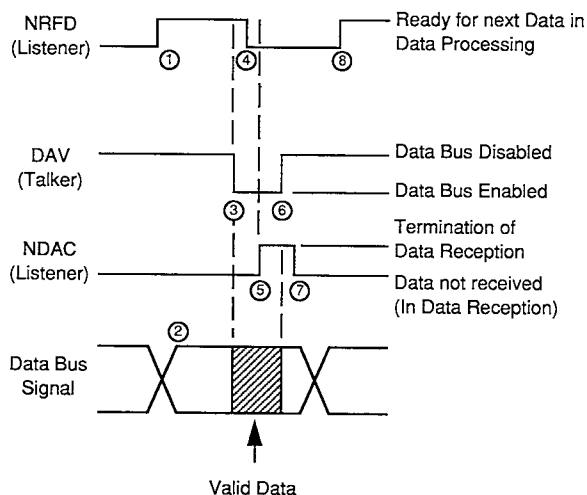 NRFD
(Listener)
Ready for next Data in
Data Processing
1
4
8
DAV
(Talker)
Data Bus Disabled
Data Bus Enabled
3
6
NDAC
(Listener)
Termination of
Data Reception
Data not received
(In Data Reception)
5
7
2
Data Bus
Signal
Valid Data